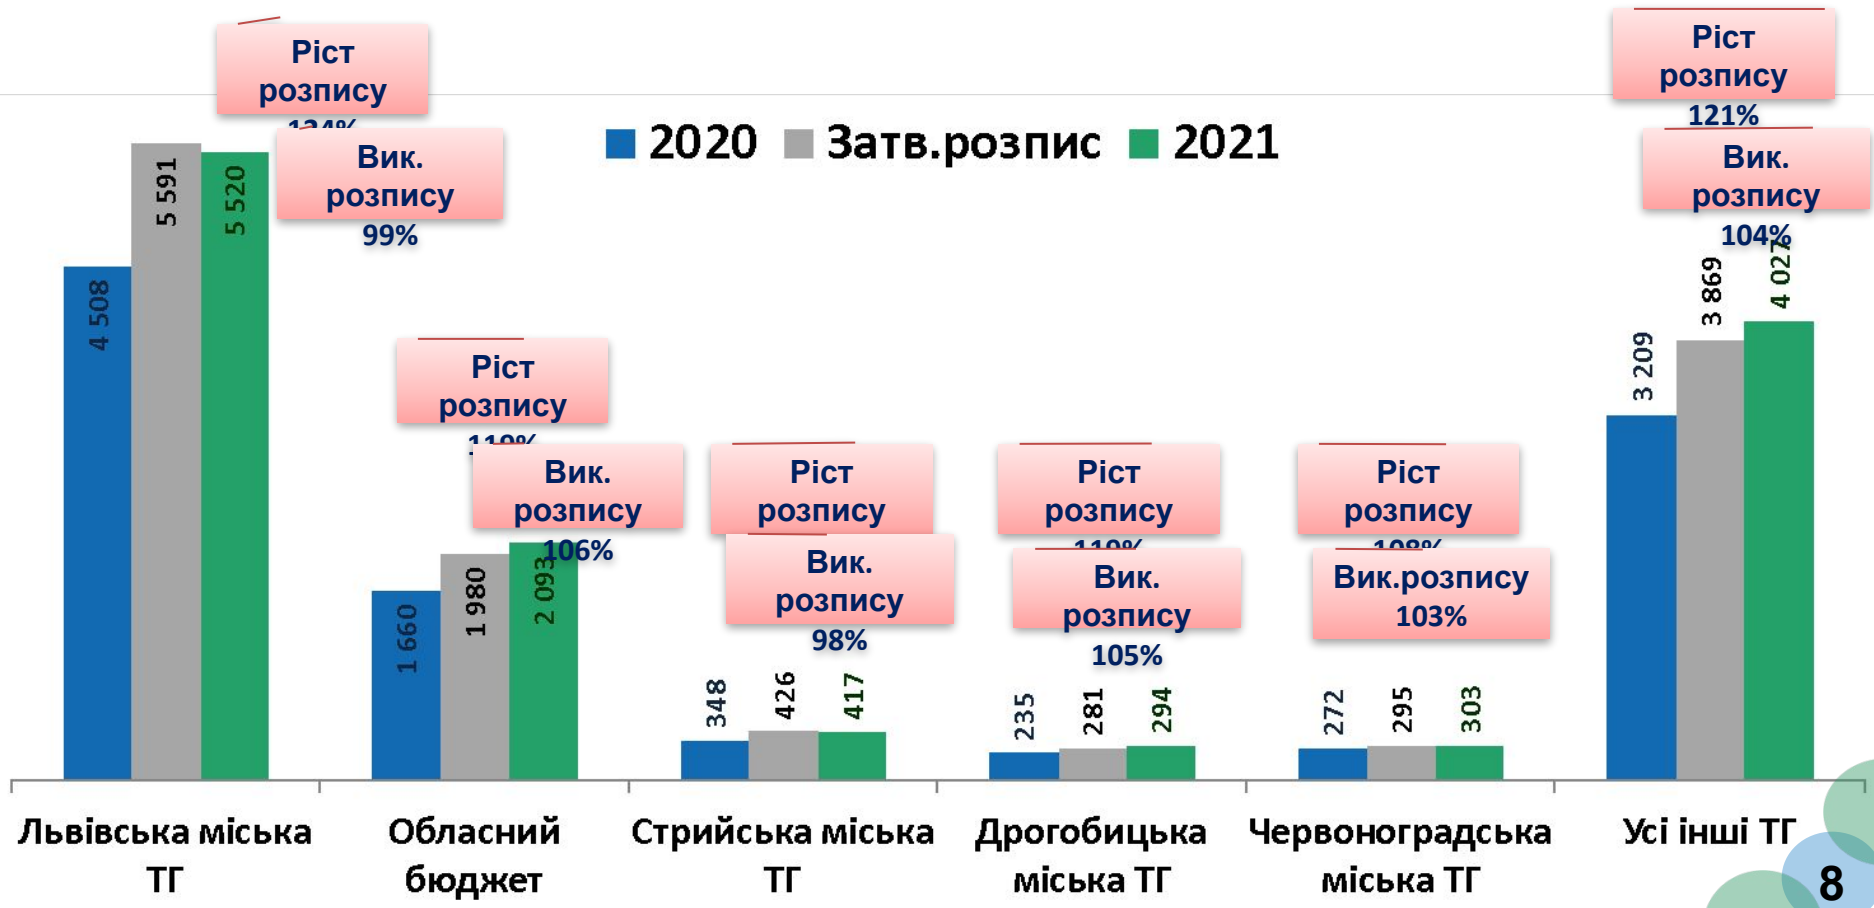 Ріст
розпису
124%
Вик.
розпису
99%
2020 Затв.розпис 2021
Ріст
розпису
121%
Вик.
розпису
104%
4 508
5 591
5 520
Ріст
розпису
119%
Вик.
розпису
106%
1 660
1 980
2 093
Ріст
розпису
Вик.
розпису
98%
348
426
417
Ріст
розпису
119%
Вик.
розпису
105%
235
281
294
Ріст
розпису
108%
Вик.розпису
103%
272
295
303
3 209
3 869
4 027
Львівська міська
ТГ
Обласний
бюджет
Стрийська міська
ТГ
Дрогобицька
міська ТГ
Червоноградська
міська ТГ
Усі інші ТГ
8